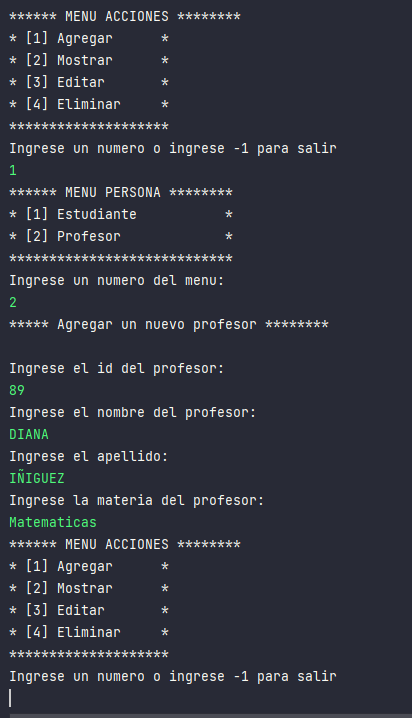 ****** MENU ACCIONES ********
* [1] Agregar      *
* [2] Mostrar      *
* [3] Editar       *
* [4] Eliminar     *
********************
Ingrese un numero o ingrese -1 para salir
1
****** MENU PERSONA ********
* [1] Estudiante           *
* [2] Profesor             *
****************************
Ingrese un numero del menu:
2
***** Agregar un nuevo profesor ********

Ingrese el id del profesor:
89
Ingrese el nombre del profesor:
DIANA
Ingrese el apellido:
IÑIGUEZ
Ingrese la materia del profesor:
Matematicas
****** MENU ACCIONES ********
* [1] Agregar      *
* [2] Mostrar      *
* [3] Editar       *
* [4] Eliminar     *
********************
Ingrese un numero o ingrese -1 para salir